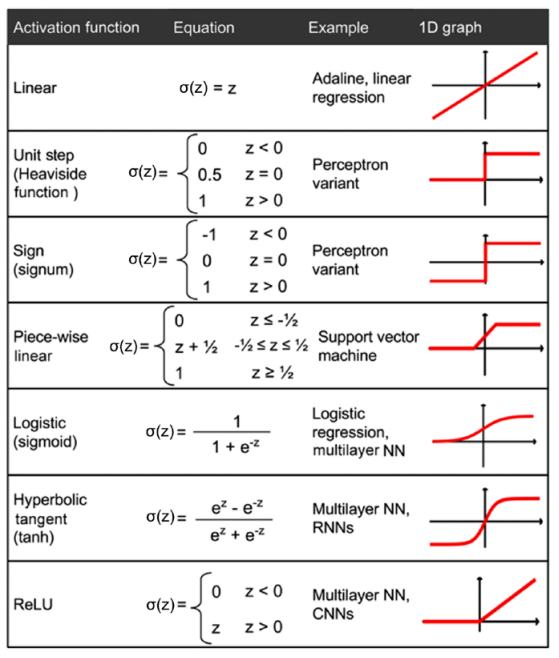 Activation function Equation Example 1D graph
Linear σ(z) = z Adaline, linear
regression
Unit step
(Heaviside
function )
σ(z)=
0 z < 0
0.5 z = 0
1 z > 0
Perceptron
variant
Sign
(signum)
σ(z)=
-1 z < 0
0 z = 0
1 z > 0
Perceptron
variant
Piece-wise
linear
σ(z)=
0 z ≤ -½
z + ½ -½ ≤ z ≤ ½
1 z ≥ ½
Support vector
machine
Logistic
(sigmoid)
σ(z)=
1
1 + e^-z
Logistic
regression,
multilayer NN
Hyperbolic
tangent
(tanh)
σ(z)=
e^z - e^-z
e^z + e^-z
Multilayer NN,
RNNs
ReLU
σ(z)=
0 z < 0
z z > 0
Multilayer NN,
CNNs